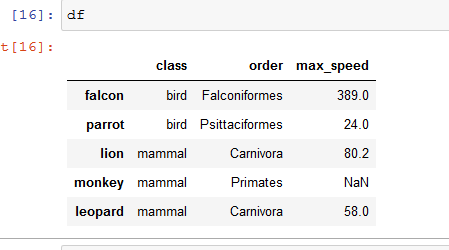 [16]: df
t[16]:
class order max_speed
falcon bird Falconiformes 389.0
parrot bird Psittaciformes 24.0
lion mammal Carnivora 80.2
monkey mammal Primates NaN
leopard mammal Carnivora 58.0